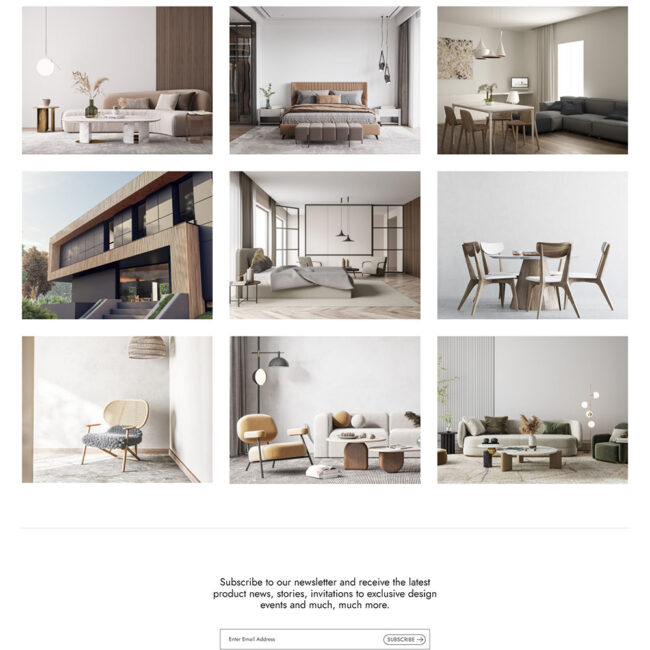 Subscribe to our newsletter and receive the latest
product news, stories, invitations to exclusive design
events and much, much more.
Enter Email Address
SUBSCRIBE